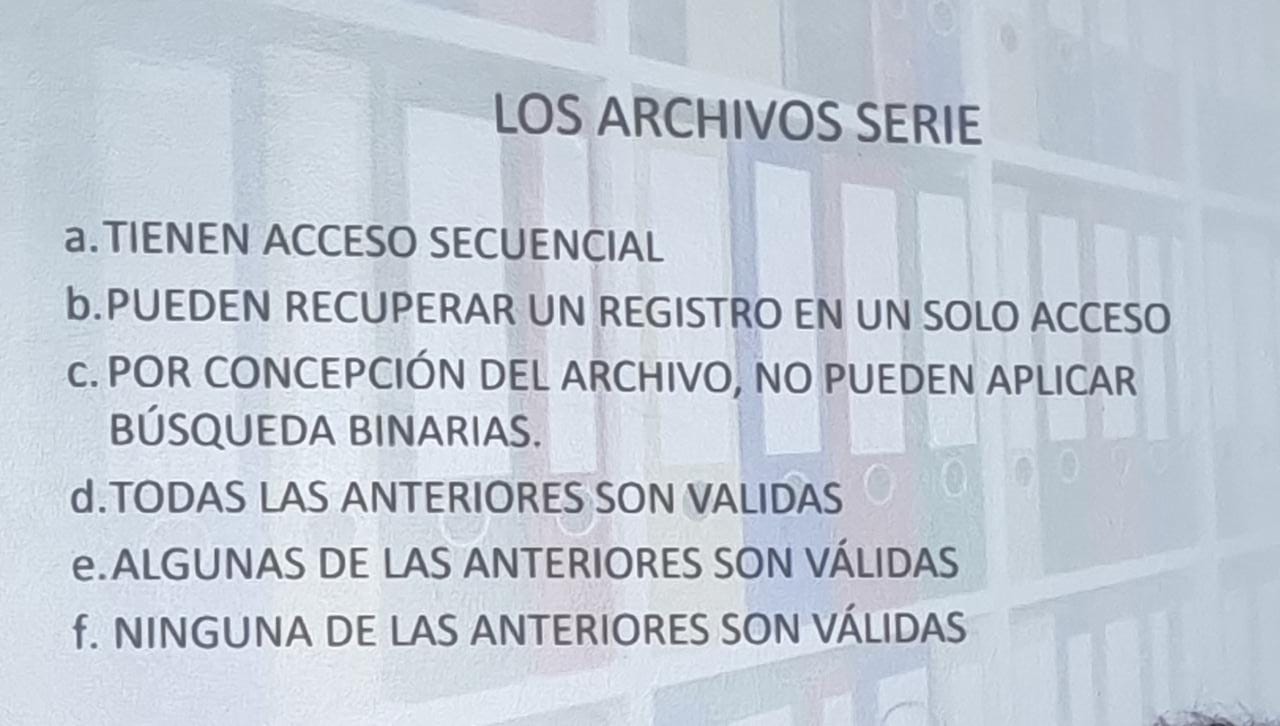 LOS ARCHIVOS SERIE
a. TIENEN ACCESO SECUENCIAL
b. PUEDEN RECUPERAR UN REGISTRO EN UN SOLO ACCESO
c. POR CONCEPCIÓN DEL ARCHIVO, NO PUEDEN APLICAR
BÚSQUEDA BINARIAS.
d. TODAS LAS ANTERIORES SON VALIDAS
e. ALGUNAS DE LAS ANTERIORES SON VÁLIDAS
f. NINGUNA DE LAS ANTERIORES SON VÁLIDAS